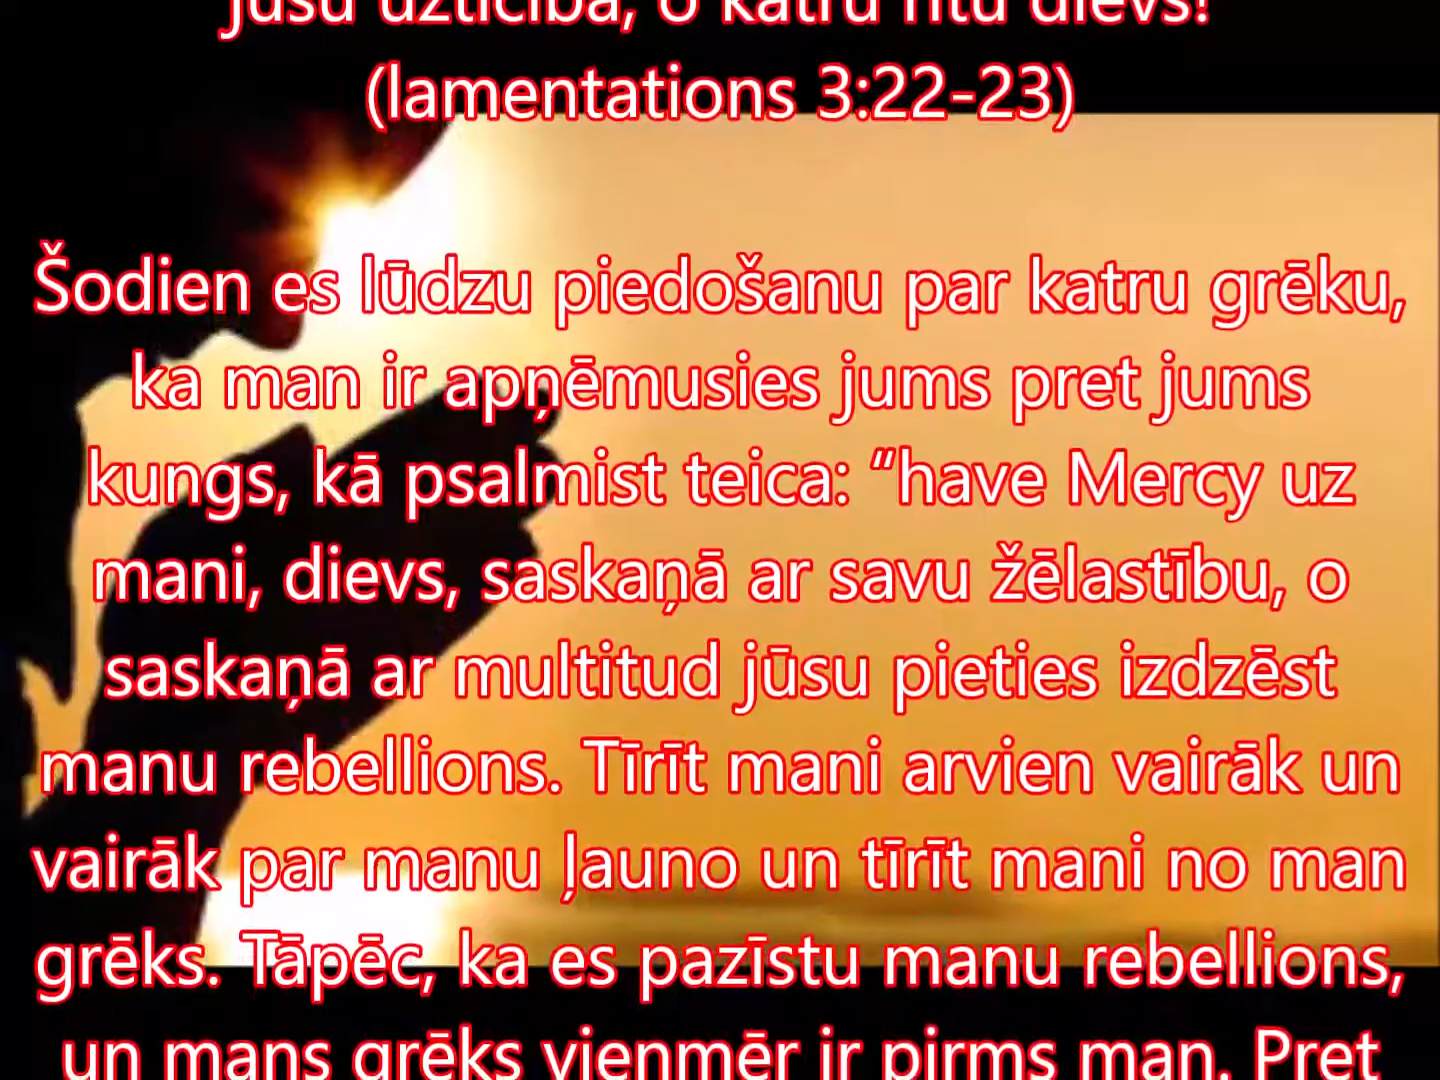 jūsu uzticība, o katru rītu dievs!
(lamentations 3:22-23)
Šodien es lūdzu piedošanu par katru grēku,
ka man ir apņēmusies jums pret jums
kungs, kā psalmist teica: “have Mercy uz
mani, dievs, saskaņā ar savu žēlastību, o
saskaņā ar multitud jūsu pieties izdzēst
manu rebellions. Tīrīt mani arvien vairāk un
vairāk par manu ļauno un tīrīt mani no man
grēks. Tāpēc, ka es pazīstu manu rebellions,
un mans grēks vienmēr ir pirms man. Pret